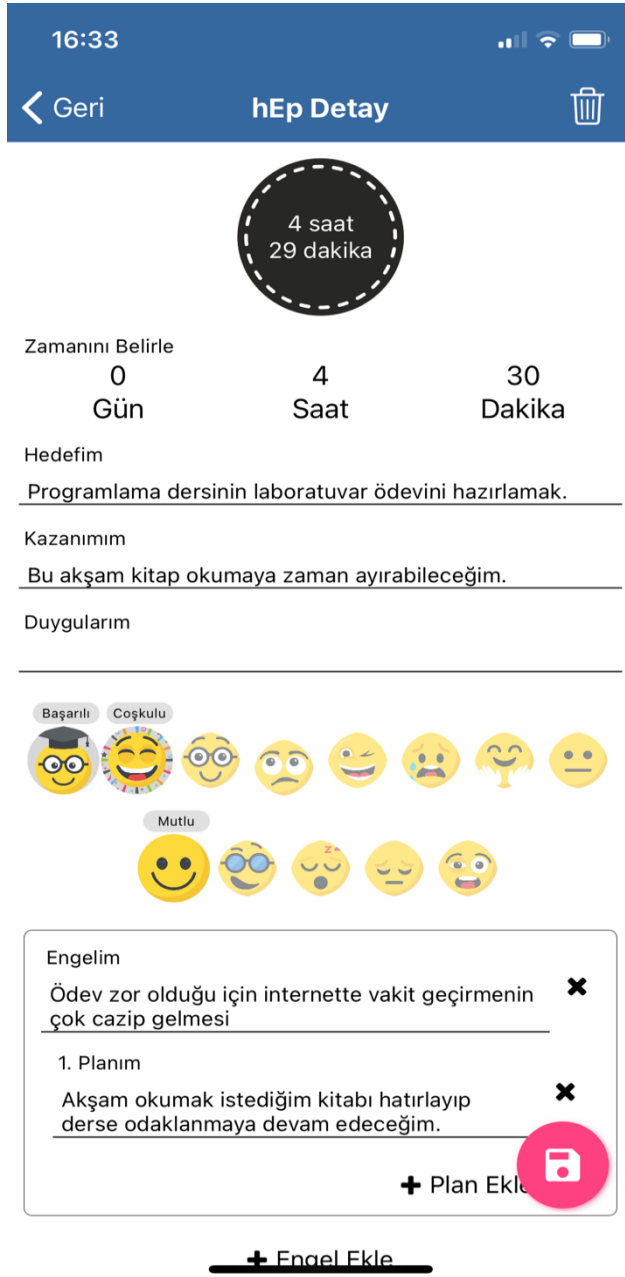 16:33
Geri
hEp Detay
4 saat
29 dakika
Zamanını Belirle
0 4 30
Gün Saat Dakika
Hedefim
Programlama dersinin laboratuvar ödevini hazırlamak.
Kazanımım
Bu akşam kitap okumaya zaman ayırabileceğim.
Duygularım
Başarılı Coşkulu
Mutlu
Engelim
Ödev zor olduğu için internette vakit geçirmenin
çok cazip gelmesi
1. Planım
Akşam okumak istediğim kitabı hatırlayıp
derse odaklanmaya devam edeceğim.
+ Plan Ekle
+ Engel Ekle